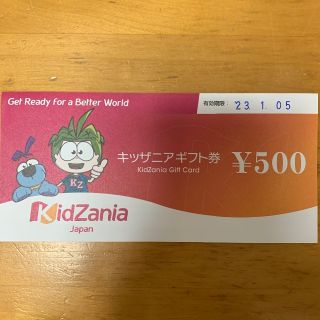 Get Ready for a Better World
有効期限: '23. 1. 05
KZ
キッザニアギフト券
KidZania Gift Card
¥500
KidZania
Japan